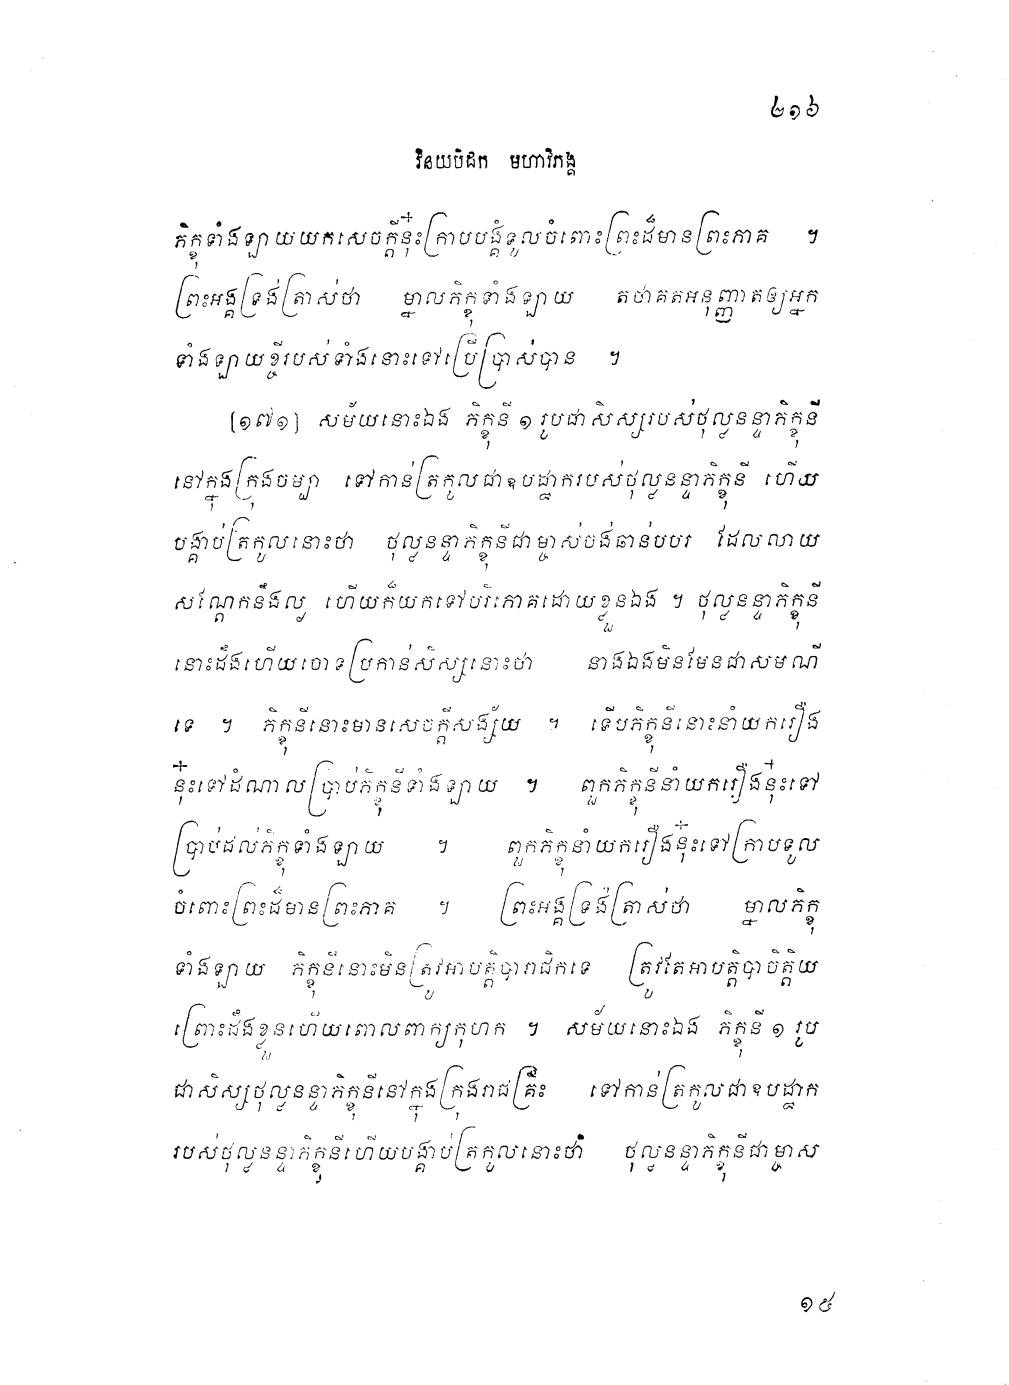 ២១៦
វិនយបិដក មហាវិភង្គ
ភិក្ខុទាំងឡាយយកសេចក្តីនុ៎ះក្រាបបង្គំទូលចំពោះព្រះដ៏មានព្រះភាគ ។
ព្រះអង្គទ្រង់ត្រាស់ថា ម្នាលភិក្ខុទាំងឡាយ តថាគតអនុញ្ញាតឲ្យអ្នក
ទាំងឡាយខ្ចីរបស់ទាំងនោះទៅប្រើប្រាស់បាន ។
[១៧១] សម័យនោះឯង ភិក្ខុនី ១ រូបជាសិស្សរបស់ថុល្លនន្ទាភិក្ខុនី
នៅក្នុងក្រុងចម្បា ទៅកាន់ត្រកូលជាឧបដ្ឋាករបស់ថុល្លនន្ទាភិក្ខុនី ហើយ
បង្គាប់ត្រកូលនោះថា ថុល្លនន្ទាភិក្ខុនីជាម្ចាស់ចង់ឆាន់បបរ ដែលលាយ
សណ្តែកនឹងល្ង ហើយក៏យកទៅបរិភោគដោយខ្លួនឯង ។ ថុល្លនន្ទាភិក្ខុនី
នោះដឹងហើយចោទប្រកាន់សិស្សនោះថា នាងឯងមិនមែនជាសមណី
ទេ ។ ភិក្ខុនីនោះមានសេចក្តីសង្ស័យ ។ ទើបភិក្ខុនីនោះនាំយករឿង
នុ៎ះទៅដំណាលប្រាប់ភិក្ខុនីទាំងឡាយ ។ ពួកភិក្ខុនីនាំយករឿងនុ៎ះទៅ
ប្រាប់ដល់ភិក្ខុទាំងឡាយ ។ ពួកភិក្ខុនាំយករឿងនុ៎ះទៅក្រាបទូល
ចំពោះព្រះដ៏មានព្រះភាគ ។ ព្រះអង្គទ្រង់ត្រាស់ថា ម្នាលភិក្ខុ
ទាំងឡាយ ភិក្ខុនីនោះមិនត្រូវអាបត្តិបារាជិកទេ ត្រូវតែអាបត្តិបាចិត្តិយ
ព្រោះដឹងខ្លួនហើយពោលពាក្យកុហក ។ សម័យនោះឯង ភិក្ខុនី ១ រូប
ជាសិស្សថុល្លនន្ទាភិក្ខុនីនៅក្នុងក្រុងរាជគ្រឹះ ទៅកាន់ត្រកូលជាឧបដ្ឋាក
របស់ថុល្លនន្ទាភិក្ខុនីហើយបង្គាប់ត្រកូលនោះថា ថុល្លនន្ទាភិក្ខុនីជាម្ចាស
១៥